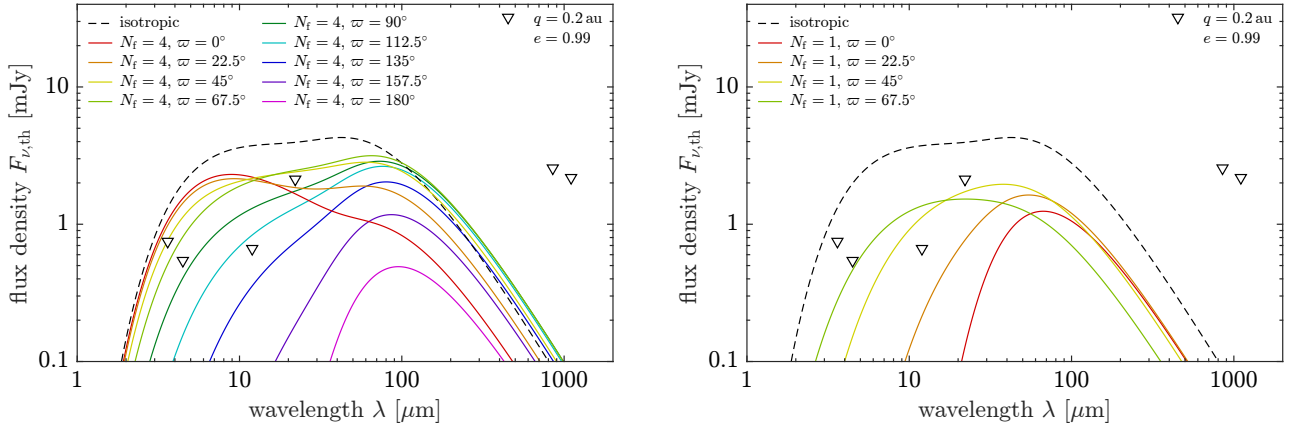 isotropic
N_f = 4, ϖ = 0°
N_f = 4, ϖ = 22.5°
N_f = 4, ϖ = 45°
N_f = 4, ϖ = 67.5°
N_f = 4, ϖ = 90°
N_f = 4, ϖ = 112.5°
N_f = 4, ϖ = 135°
N_f = 4, ϖ = 157.5°
N_f = 4, ϖ = 180°
q = 0.2 au
e = 0.99
flux density F_ν,th [mJy]
10
1
0.1
1
10
100
1000
wavelength λ [μm]
isotropic
N_f = 1, ϖ = 0°
N_f = 1, ϖ = 22.5°
N_f = 1, ϖ = 45°
N_f = 1, ϖ = 67.5°
q = 0.2 au
e = 0.99
flux density F_ν,th [mJy]
10
1
0.1
1
10
100
1000
wavelength λ [μm]